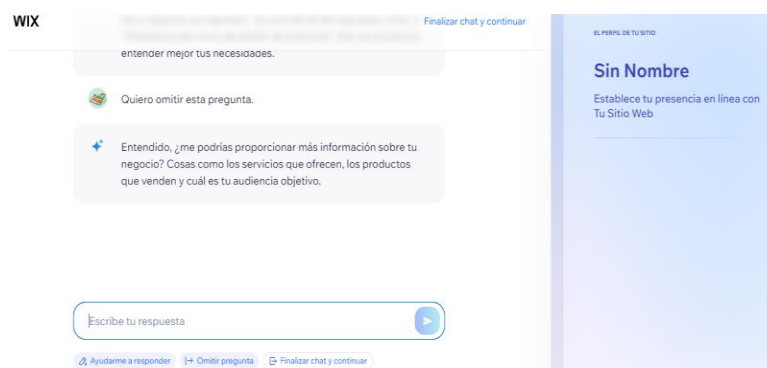 WIX
Finalizar chat y continuar
entender mejor tus necesidades.
Quiero omitir esta pregunta.
Entendido, ¿me podrías proporcionar más información sobre tu
negocio? Cosas como los servicios que ofrecen, los productos
que venden y cuál es tu audiencia objetivo.
Escribe tu respuesta
Ayudarme a responder
Omitir pregunta
Finalizar chat y continuar
EL PERFIL DE TU SITIO
Sin Nombre
Establece tu presencia en línea con
Tu Sitio Web